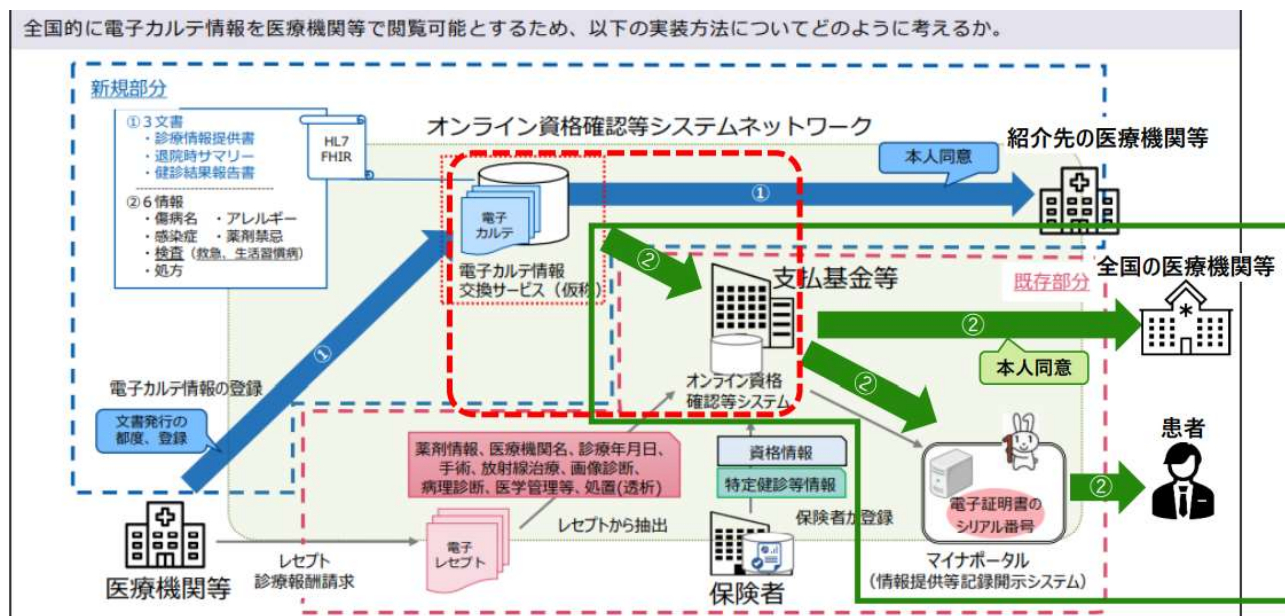 全国的に電子カルテ情報を医療機関等で閲覧可能とするため、以下の実装方法についてどのように考えるか。
新規部分
①3文書
・診療情報提供書
・退院時サマリー
・健診結果報告書
②6情報
・傷病名 ・アレルギー
・感染症 ・薬剤禁忌
・検査（救急、生活習慣病）
・処方
HL7
FHIR
オンライン資格確認等システムネットワーク
電子
カルテ
電子カルテ情報
交換サービス（仮称）
①
本人同意
紹介先の医療機関等
①
電子カルテ情報の登録
文書発行の
都度、登録
②
支払基金等
既存部分
全国の医療機関等
②
本人同意
②
オンライン資格
確認等システム
薬剤情報、医療機関名、診療年月日、
手術、放射線治療、画像診断、
病理診断、医学管理等、処置(透析)
資格情報
特定健診等情報
患者
②
レセプトから抽出
保険者が登録
電子証明書の
シリアル番号
電子
レセプト
医療機関等
レセプト
診療報酬請求
保険者
マイナポータル
（情報提供等記録開示システム）